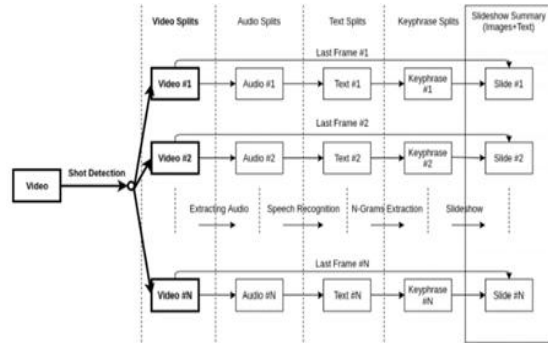 Video Splits
Audio Splits
Text Splits
Keyphrase Splits
Slideshow Summary
(Images+Text)
Last Frame #1
Video #1
Audio #1
Text #1
Keyphrase
#1
Slide #1
Last Frame #2
Video #2
Audio #2
Text #2
Keyphrase
#2
Slide #2
Video
Shot Detection
Extracting Audio
Speech Recognition
N-Grams Extraction
Slideshow
Last Frame #N
Video #N
Audio #N
Text #N
Keyphrase
#N
Slide #N